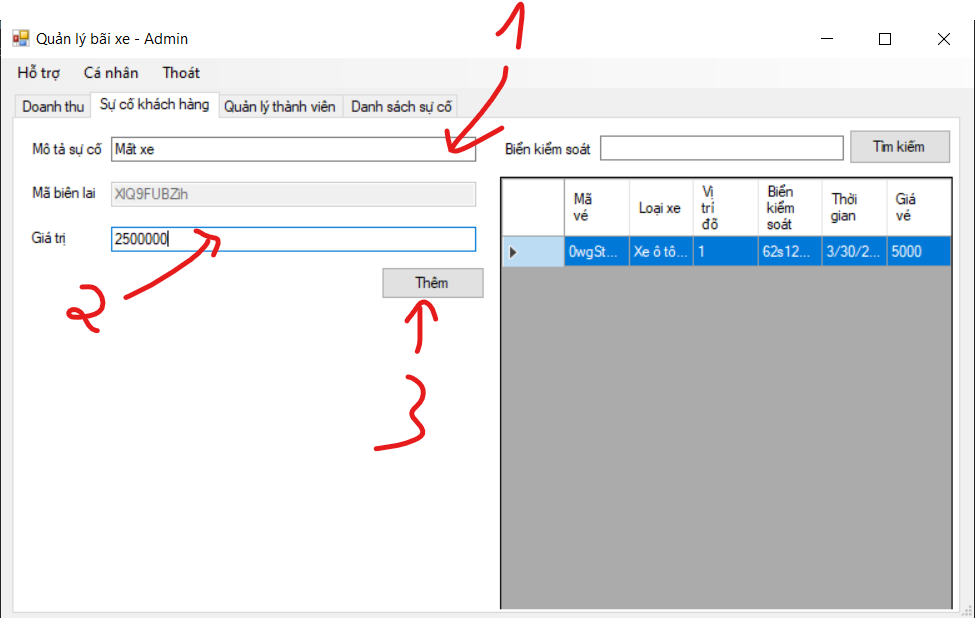 1
Quản lý bãi xe - Admin
Hỗ trợ Cá nhân Thoát
Doanh thu Sự cố khách hàng Quản lý thành viên Danh sách sự cố
Mô tả sự cố Mất xe
Biển kiểm soát Tìm kiếm
Mã biên lai XIQ9FUBZih
Giá trị 2500000
Thêm
2
3
Mã vé Loại xe Vị trí đỗ Biển kiểm soát Thời gian Giá vé
0wgSt... Xe ô tô... 1 62s12... 3/30/2... 5000